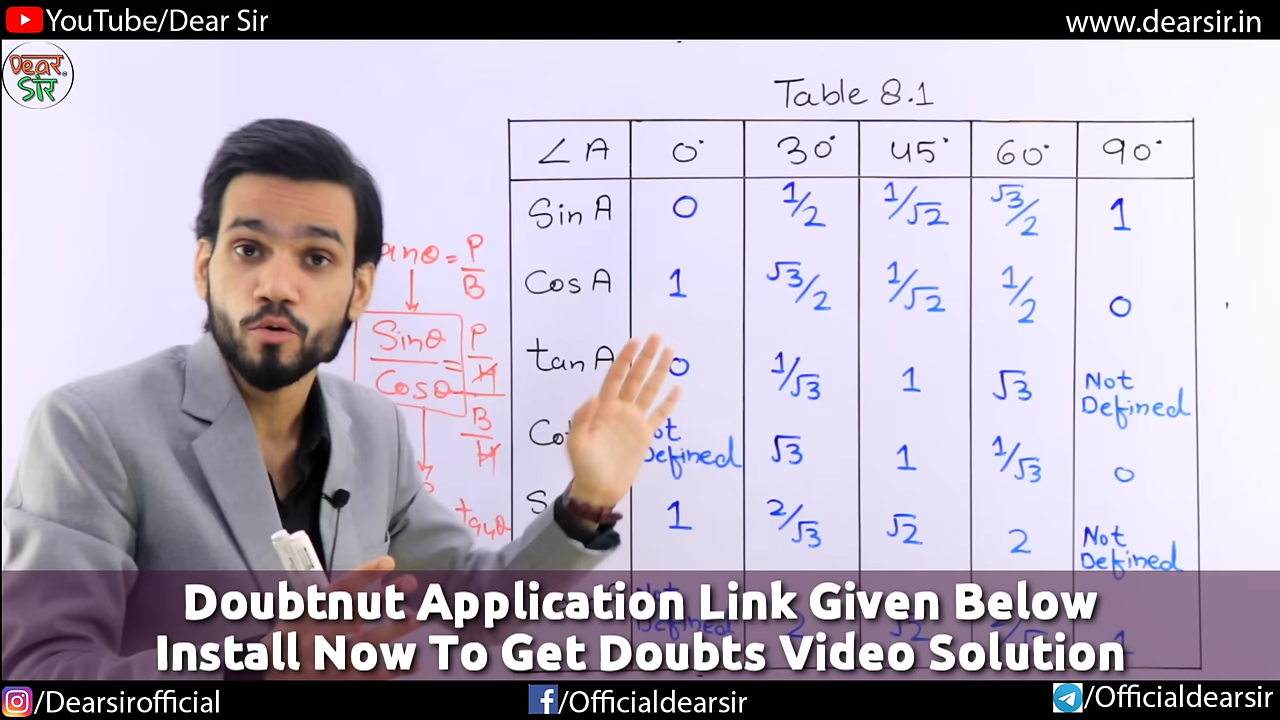 YouTube/Dear Sir
www.dearsir.in
Dear
सर
Table 8.1
∠A 0° 30° 45° 60° 90°
Sin A 0 1/2 1/√2 √3/2 1
Cos A 1 √3/2 1/√2 1/2 0
tan A 0 1/√3 1 √3 Not Defined
√3 1 1/√3 0
1 2/√3 √2 2 Not Defined
θ = P/B
Sinθ/Cosθ = P/H
B/H
tanθ
Doubtnut Application Link Given Below
Install Now To Get Doubts Video Solution
/Dearsirofficial
/Officialdearsir
/Officialdearsir